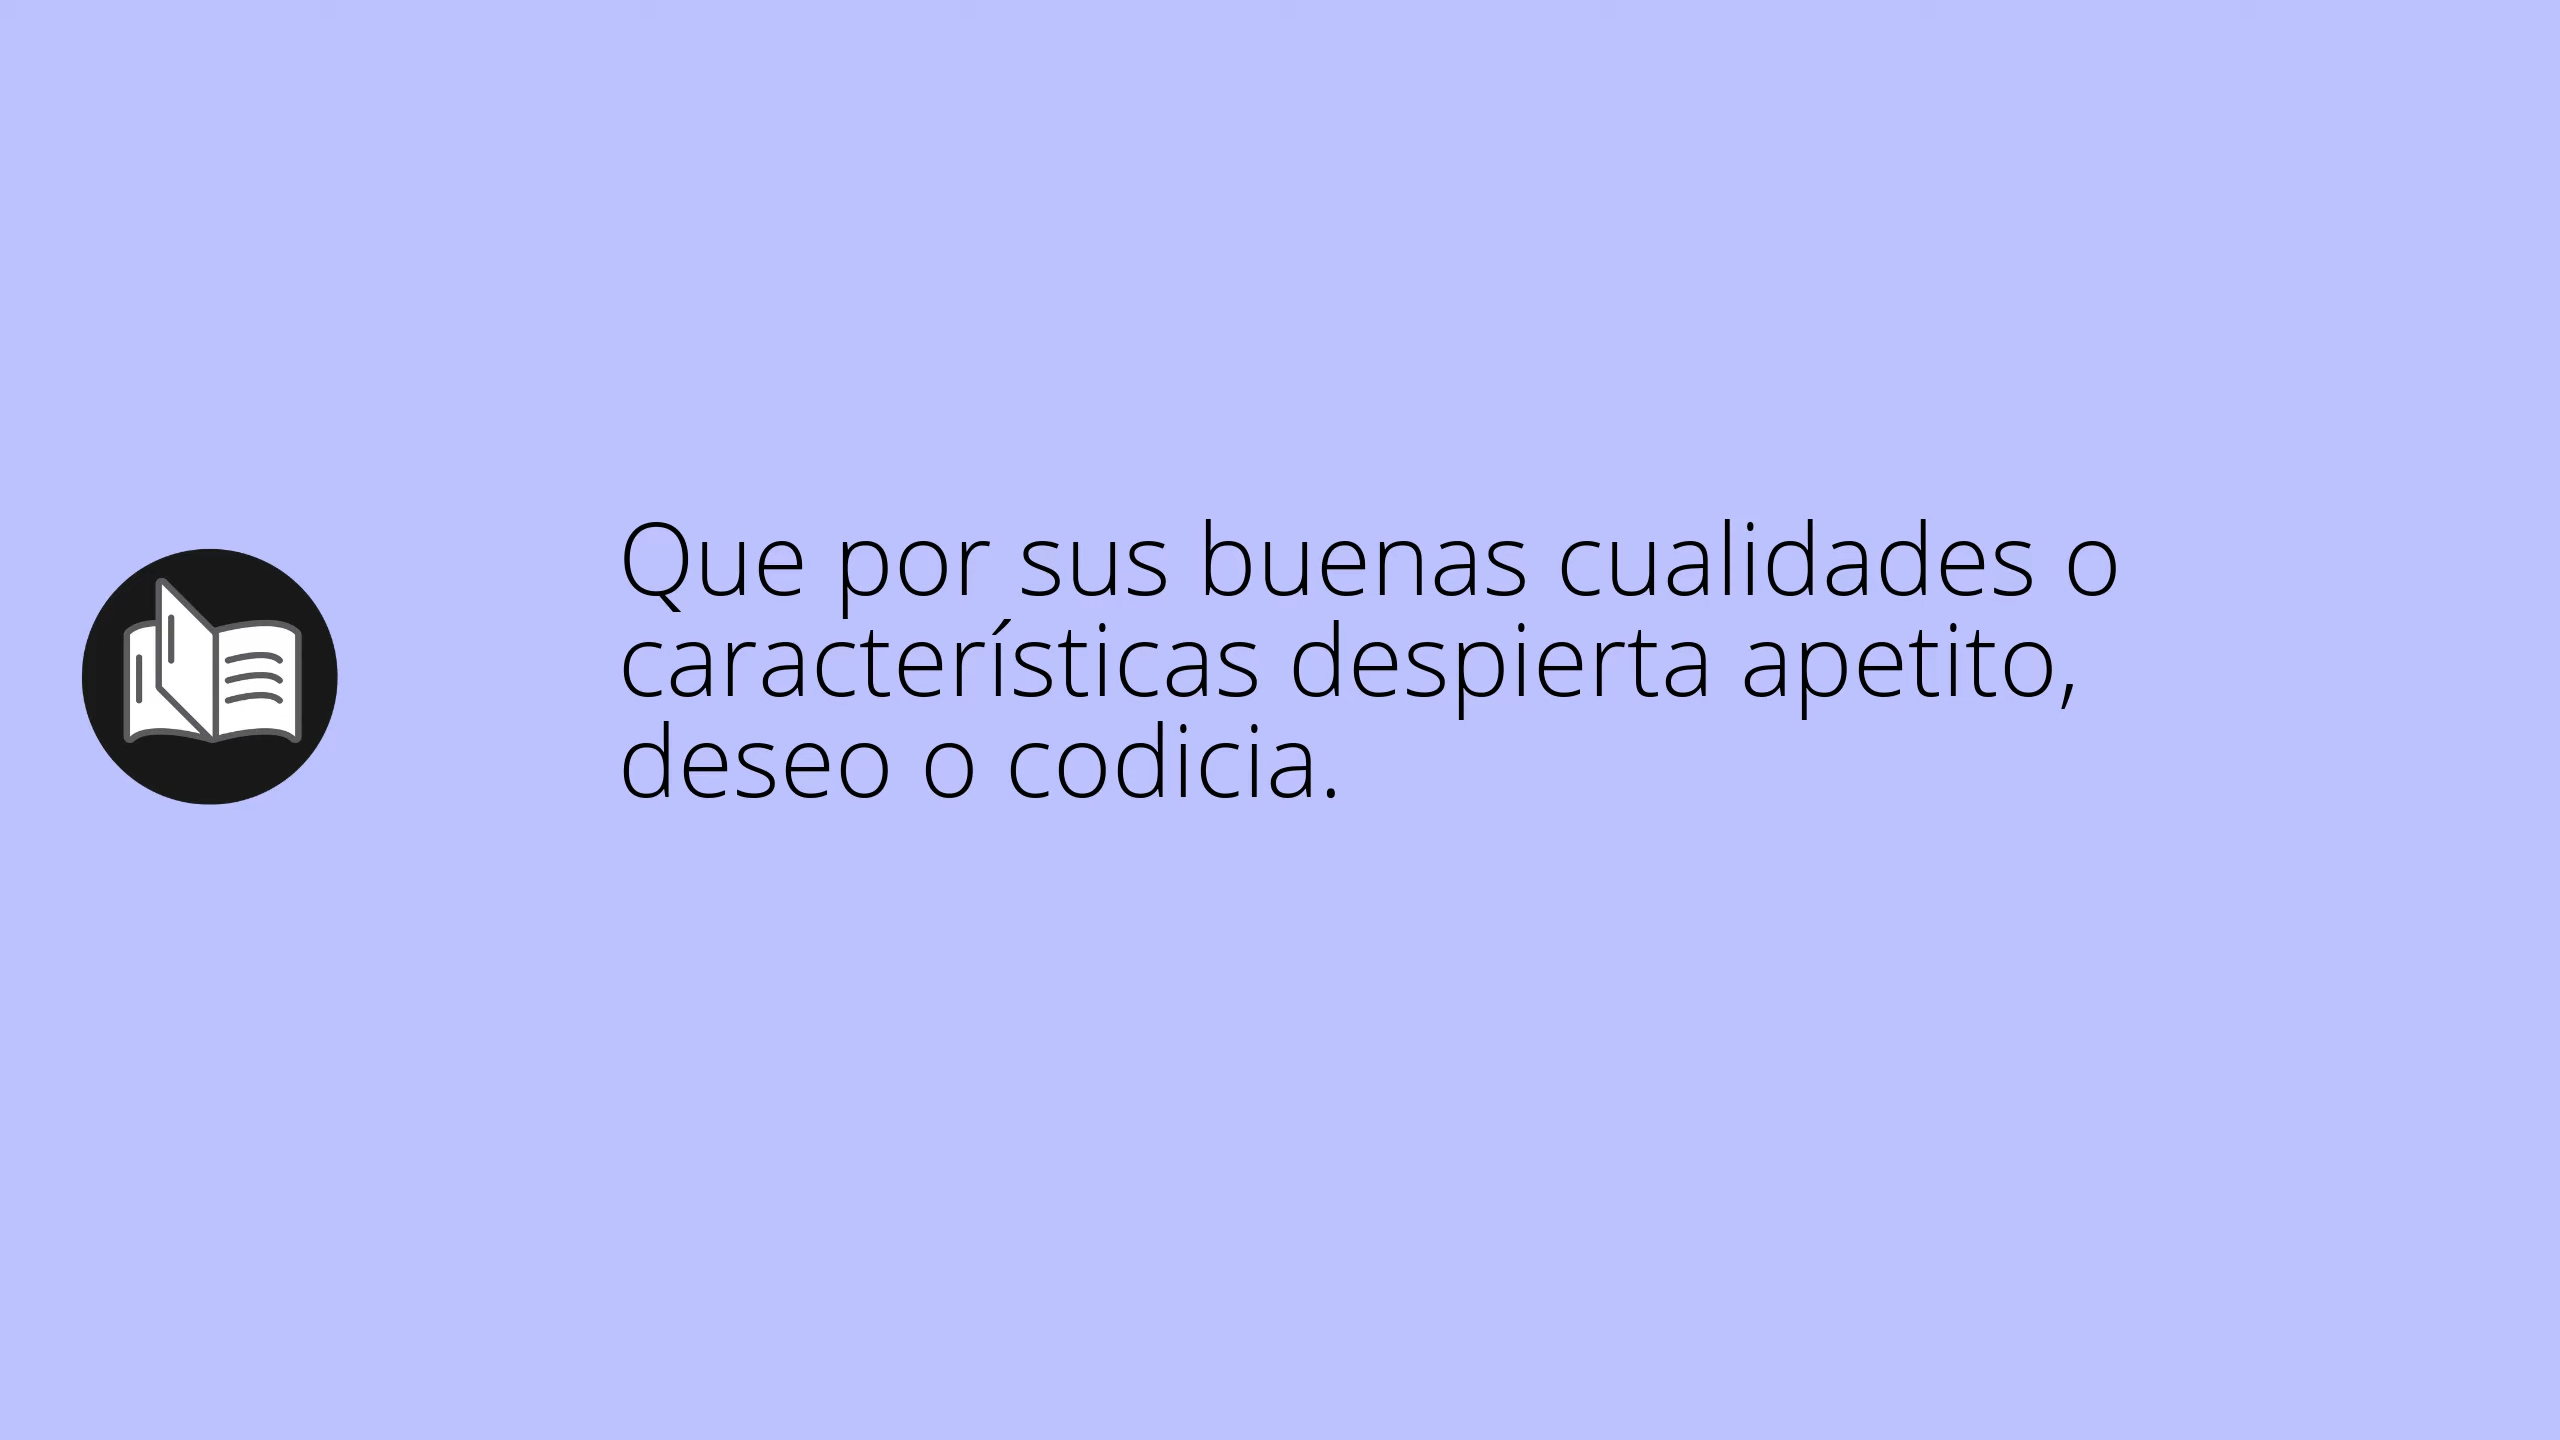 Que por sus buenas cualidades o
características despierta apetito,
deseo o codicia.